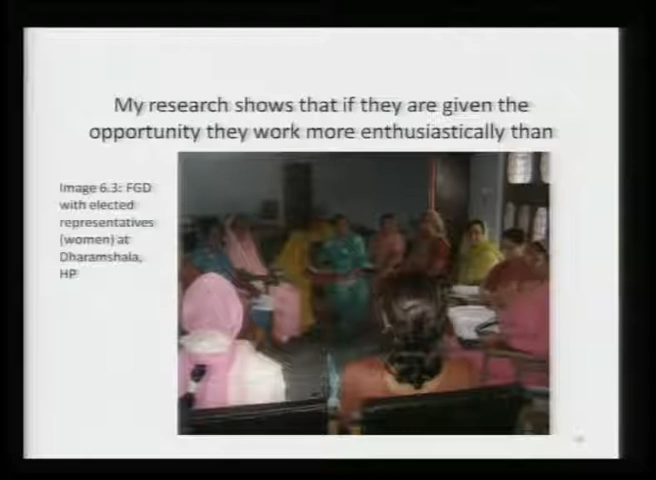 My research shows that if they are given the
opportunity they work more enthusiastically than
Image 6.3: FGD
with elected
representatives
(women) at
Dharamshala,
HP